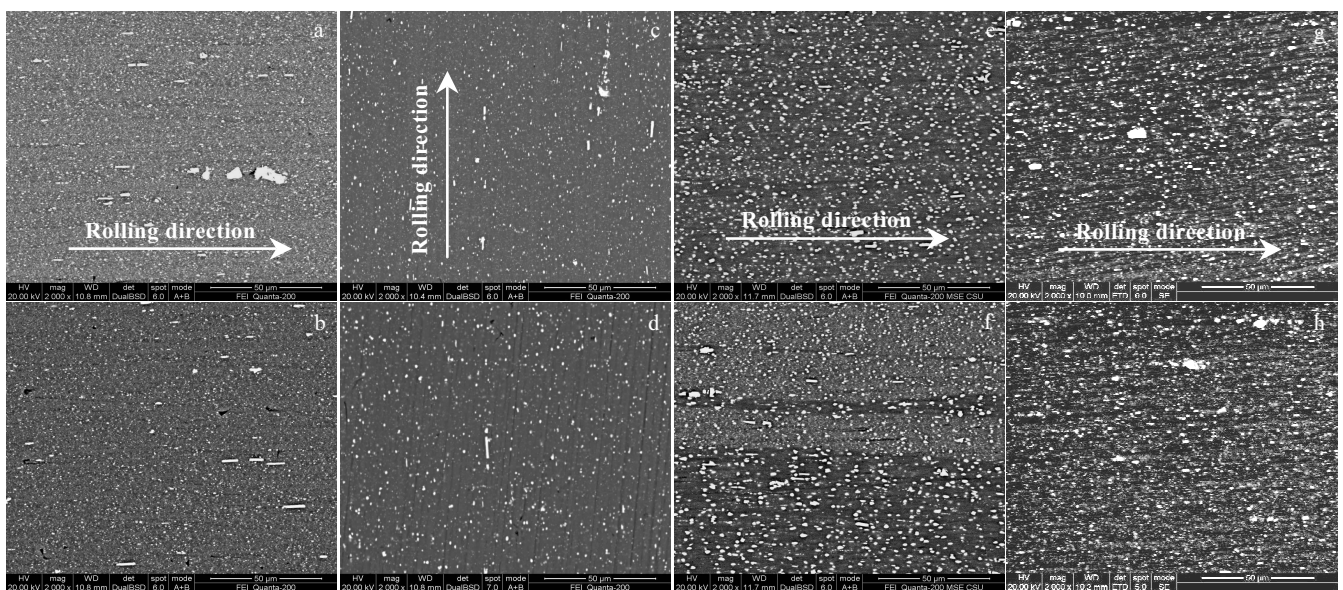 a
Rolling direction
HV mag WD det spot mode 50 μm
20.00 kV 2 000 x 10.8 mm DualBSD 6.0 A+B FEI Quanta-200
c
Rolling direction
HV mag WD det spot mode 50 μm
20.00 kV 2 000 x 10.4 mm DualBSD 6.0 A+B FEI Quanta-200
e
Rolling direction
HV mag WD det spot mode 50 μm
20.00 kV 2 000 x 11.7 mm DualBSD 6.0 A+B FEI Quanta-200 MSE CSU
g
Rolling direction
HV mag WD det spot mode 50 μm
20.00 kV 2 000 x 10.0 mm ETD 6.0 SE
b
HV mag WD det spot mode 50 μm
20.00 kV 2 000 x 10.8 mm DualBSD 6.0 A+B FEI Quanta-200
d
HV mag WD det spot mode 50 μm
20.00 kV 2 000 x 10.8 mm DualBSD 7.0 A+B FEI Quanta-200
f
HV mag WD det spot mode 50 μm
20.00 kV 2 000 x 11.7 mm DualBSD 6.0 A+B FEI Quanta-200 MSE CSU
h
HV mag WD det spot mode 50 μm
20.00 kV 2 000 x 10.2 mm ETD 5.0 SE